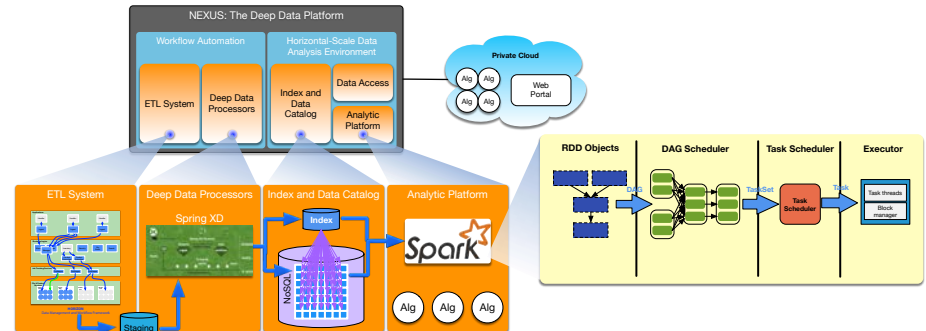 NEXUS: The Deep Data Platform
Workflow Automation
Horizontal-Scale Data
Analysis Environment
ETL System
Deep Data
Processors
Index and
Data
Catalog
Data Access
Analytic
Platform
Private Cloud
Alg
Alg
Alg
Alg
Web
Portal
ETL System
Deep Data Processors
Index and Data Catalog
Analytic Platform
Spring XD
Index
NoSQL
Spark
Alg
Alg
Alg
Staging
RDD Objects
DAG Scheduler
Task Scheduler
Executor
DAG
TaskSet
Task
Scheduler
Task
Task threads
Block
manager